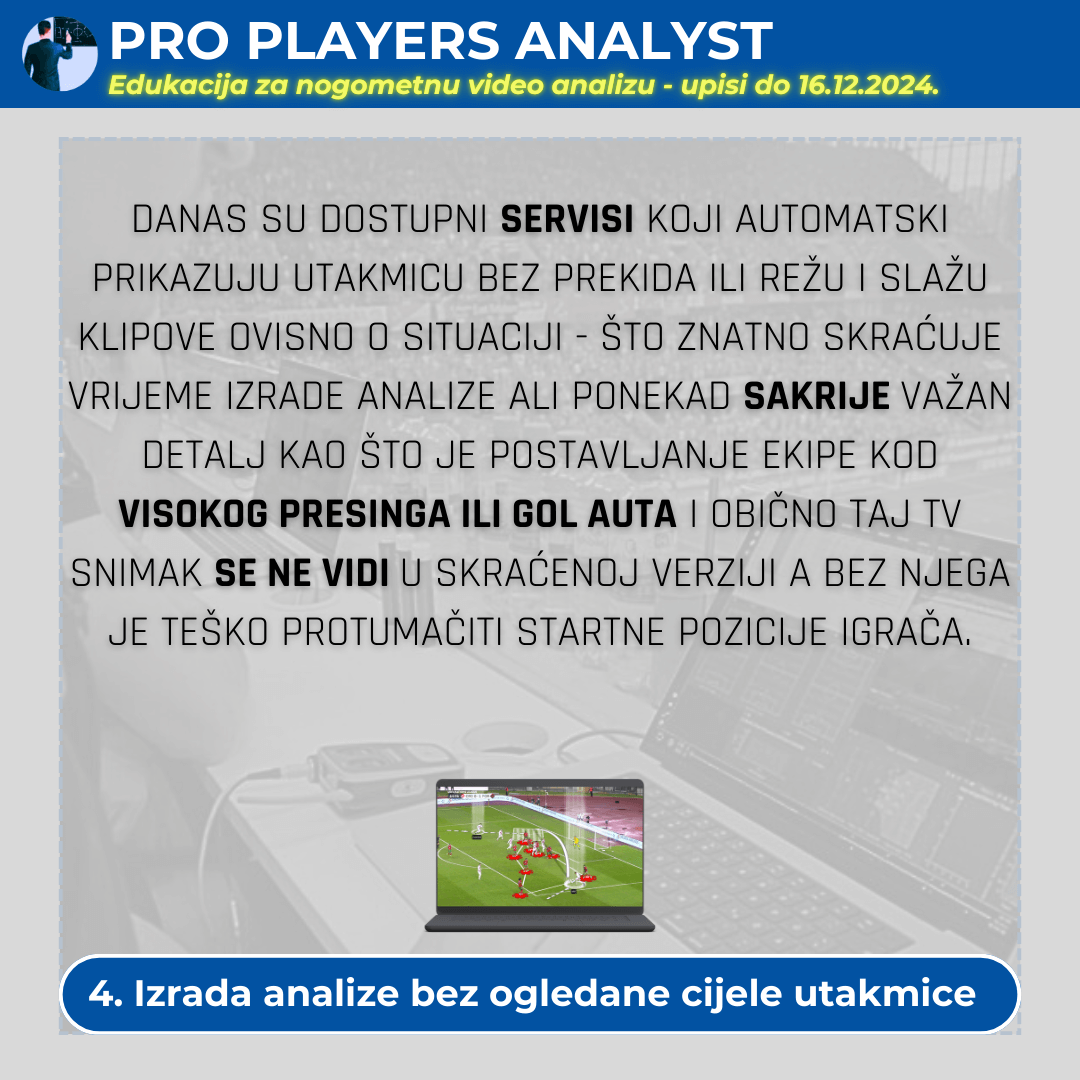 PRO PLAYERS ANALYST
Edukacija za nogometnu video analizu - upisi do 16.12.2024.
DANAS SU DOSTUPNI SERVISI KOJI AUTOMATSKI
PRIKAZUJU UTAKMICU BEZ PREKIDA ILI REŽU I SLAŽU
KLIPOVE OVISNO O SITUACIJI - ŠTO ZNATNO SKRAĆUJE
VRIJEME IZRADE ANALIZE ALI PONEKAD SAKRIJE VAŽAN
DETALJ KAO ŠTO JE POSTAVLJANJE EKIPE KOD
VISOKOG PRESINGA ILI GOL AUTA I OBIČNO TAJ TV
SNIMAK SE NE VIDI U SKRAĆENOJ VERZIJI A BEZ NJEGA
JE TEŠKO PROTUMAČITI STARTNE POZICIJE IGRAČA.
4. Izrada analize bez ogledane cijele utakmice